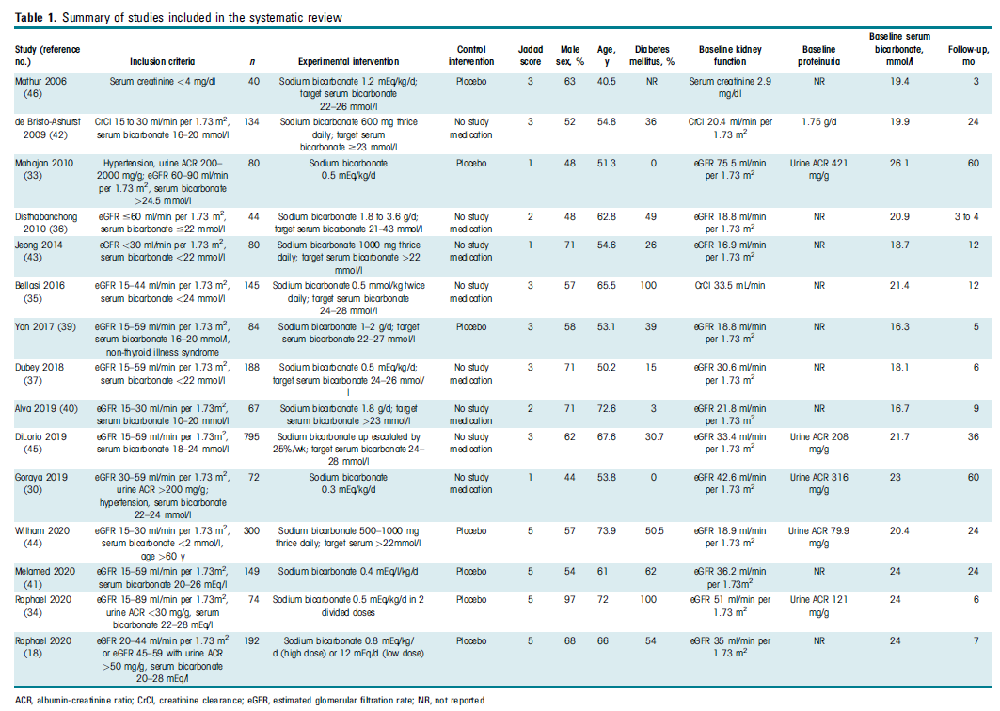 Table 1. Summary of studies included in the systematic review
Study (reference no.) Inclusion criteria n Experimental intervention Control intervention Jadad score Male sex, % Age, y Diabetes mellitus, % Baseline kidney function Baseline proteinuria Baseline serum bicarbonate, mmol/l Follow-up, mo
Mathur 2006 (46) Serum creatinine <4 mg/dl 40 Sodium bicarbonate 1.2 mEq/kg/d; target serum bicarbonate 22–26 mmol/l Placebo 3 63 40.5 NR Serum creatinine 2.9 mg/dl NR 19.4 3
de Bristo-Ashurst 2009 (42) CrCl 15 to 30 ml/min per 1.73 m², serum bicarbonate 16–20 mmol/l 134 Sodium bicarbonate 600 mg thrice daily; target serum bicarbonate ≥23 mmol/l No study medication 3 52 54.8 36 CrCl 20.4 ml/min per 1.73 m² 1.75 g/d 19.9 24
Mahajan 2010 (33) Hypertension, urine ACR 200–2000 mg/g; eGFR 60–90 ml/min per 1.73 m², serum bicarbonate >24.5 mmol/l 80 Sodium bicarbonate 0.5 mEq/kg/d Placebo 1 48 51.3 0 eGFR 75.5 ml/min per 1.73 m² Urine ACR 421 mg/g 26.1 60
Disthabanchong 2010 (36) eGFR ≤60 ml/min per 1.73 m², serum bicarbonate ≤22 mmol/l 44 Sodium bicarbonate 1.8 to 3.6 g/d; target serum bicarbonate 21–43 mmol/l No study medication 2 48 62.8 49 eGFR 18.8 ml/min per 1.73 m² NR 20.9 3 to 4
Jeong 2014 (43) eGFR <30 ml/min per 1.73 m², serum bicarbonate <22 mmol/l 80 Sodium bicarbonate 1000 mg thrice daily; target serum bicarbonate >22 mmol/l No study medication 1 71 54.6 26 eGFR 16.9 ml/min per 1.73 m² NR 18.7 12
Bellasi 2016 (35) eGFR 15–44 ml/min per 1.73 m², serum bicarbonate <24 mmol/l 145 Sodium bicarbonate 0.5 mmol/kg twice daily; target serum bicarbonate 24–28 mmol/l No study medication 3 57 65.5 100 CrCl 33.5 mL/min NR 21.4 12
Yan 2017 (39) eGFR 15–59 ml/min per 1.73 m², serum bicarbonate 16–20 mmol/l, non-thyroid illness syndrome 84 Sodium bicarbonate 1–2 g/d; target serum bicarbonate 22–27 mmol/l Placebo 3 58 53.1 39 eGFR 18.8 ml/min per 1.73 m² NR 16.3 5
Dubey 2018 (37) eGFR 15–59 ml/min per 1.73 m², serum bicarbonate <22 mmol/l 188 Sodium bicarbonate 0.5 mEq/kg/d; target serum bicarbonate 24–26 mmol/l No study medication 3 71 50.2 15 eGFR 30.6 ml/min per 1.73 m² NR 18.1 6
Alva 2019 (40) eGFR 15–30 ml/min per 1.73m², serum bicarbonate 10–20 mmol/l 67 Sodium bicarbonate 1.8 g/d; target serum bicarbonate >23 mmol/l No study medication 2 71 72.6 3 eGFR 21.8 ml/min per 1.73 m² NR 16.7 9
DiLorio 2019 (45) eGFR 15–59 ml/min per 1.73 m², serum bicarbonate 18–24 mmol/l 795 Sodium bicarbonate up escalated by 25%/wk; target serum bicarbonate 24–28 mmol/l No study medication 3 62 67.6 30.7 eGFR 33.4 ml/min per 1.73 m² Urine ACR 208 mg/g 21.7 36
Goraya 2019 (30) eGFR 30–59 ml/min per 1.73 m², urine ACR >200 mg/g; hypertension, serum bicarbonate 22–24 mmol/l 72 Sodium bicarbonate 0.3 mEq/kg/d No study medication 1 44 53.8 0 eGFR 42.6 ml/min per 1.73 m² Urine ACR 316 mg/g 23 60
Witham 2020 (44) eGFR 15–30 ml/min per 1.73 m², serum bicarbonate <2 mmol/l, age >60 y 300 Sodium bicarbonate 500–1000 mg thrice daily; target serum >22mmol/l Placebo 5 57 73.9 50.5 eGFR 18.9 ml/min per 1.73 m² Urine ACR 79.9 mg/g 20.4 24
Melamed 2020 (41) eGFR 15–59 ml/min per 1.73m², serum bicarbonate 20–26 mEq/l 149 Sodium bicarbonate 0.4 mEq/l/kg/d Placebo 5 54 61 62 eGFR 36.2 ml/min per 1.73m² NR 24 24
Raphael 2020 (34) eGFR 15–89 ml/min per 1.73m², urine ACR <30 mg/g, serum bicarbonate 22–28 mEq/l 74 Sodium bicarbonate 0.5 mEq/kg/d in 2 divided doses Placebo 5 97 72 100 eGFR 51 ml/min per 1.73 m² Urine ACR 121 mg/g 24 6
Raphael 2020 (18) eGFR 20–44 ml/min per 1.73 m² or eGFR 45–59 with urine ACR >50 mg/g, serum bicarbonate 20–28 mEq/l 192 Sodium bicarbonate 0.8 mEq/kg/d (high dose) or 12 mEq/d (low dose) Placebo 5 68 66 54 eGFR 35 ml/min per 1.73 m² NR 24 7
ACR, albumin-creatinine ratio; CrCl, creatinine clearance; eGFR, estimated glomerular filtration rate; NR, not reported